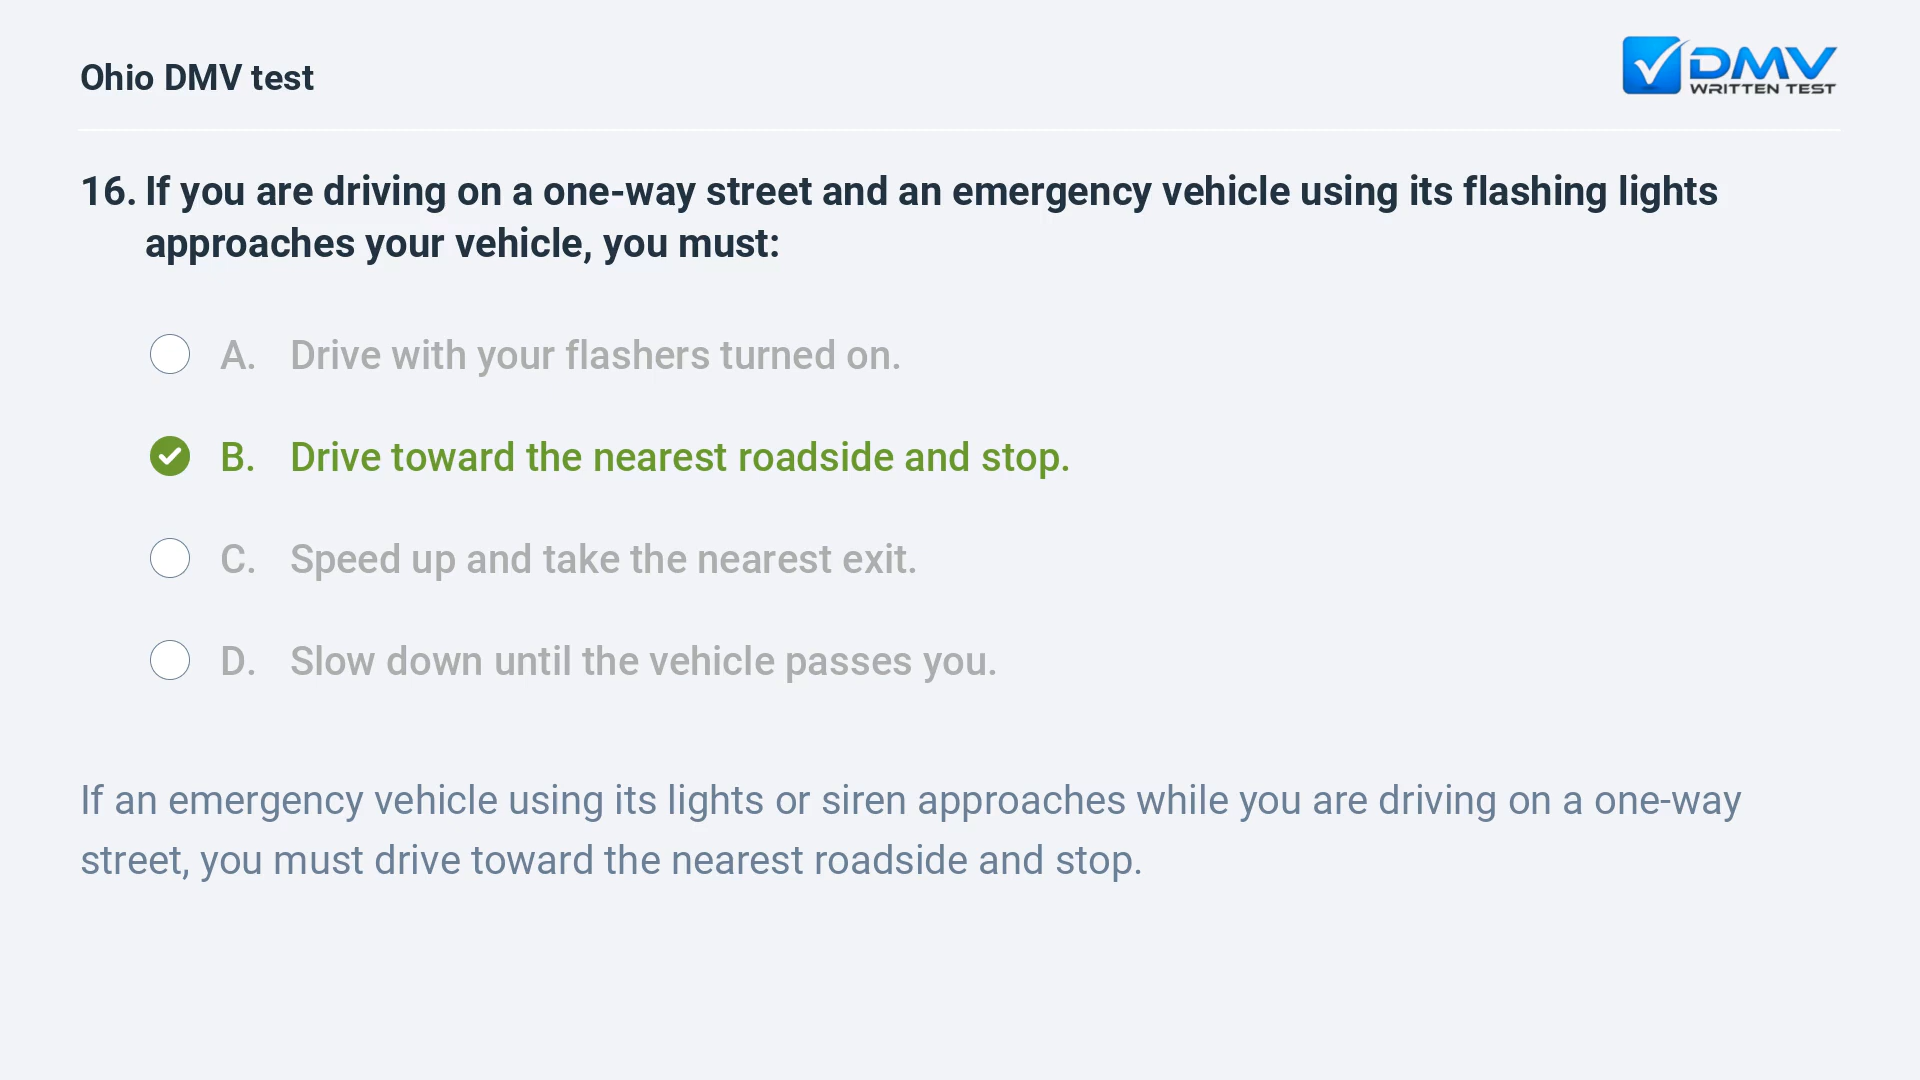 Ohio DMV test
DMV
WRITTEN TEST
16. If you are driving on a one-way street and an emergency vehicle using its flashing lights
approaches your vehicle, you must:
A. Drive with your flashers turned on.
B. Drive toward the nearest roadside and stop.
C. Speed up and take the nearest exit.
D. Slow down until the vehicle passes you.
If an emergency vehicle using its lights or siren approaches while you are driving on a one-way
street, you must drive toward the nearest roadside and stop.